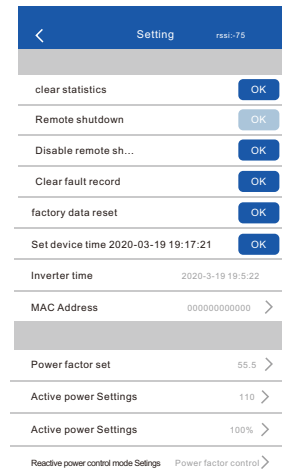 Setting rssi:-75
clear statistics OK
Remote shutdown OK
Disable remote sh... OK
Clear fault record OK
factory data reset OK
Set device time 2020-03-19 19:17:21 OK
Inverter time 2020-3-19 19:5:22
MAC Address 000000000000
Power factor set 55.5
Active power Settings 110
Active power Settings 100%
Reactive power control mode Setings Power factor control